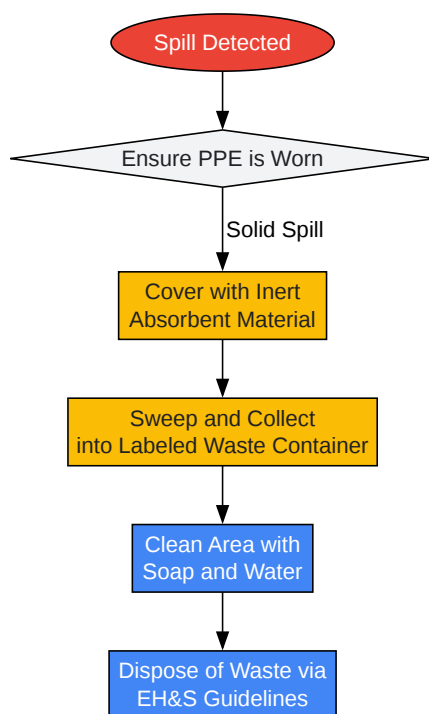 Spill Detected
Ensure PPE is Worn
Solid Spill
Cover with Inert
Absorbent Material
Sweep and Collect
into Labeled Waste Container
Clean Area with
Soap and Water
Dispose of Waste via
EH&S Guidelines